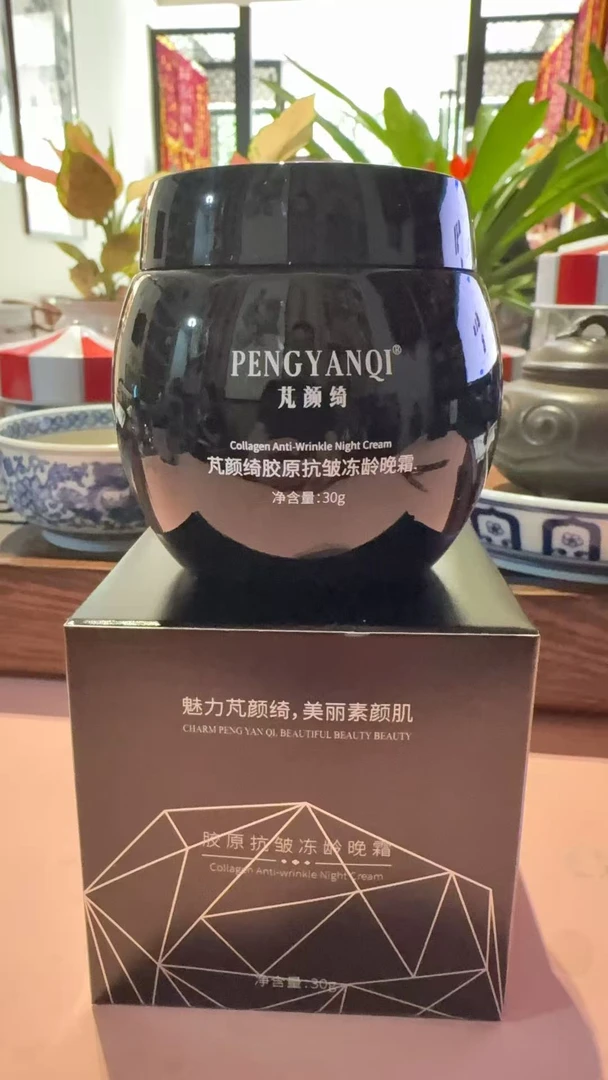 PENGYANQI®
芃颜绮
Collagen Anti-Wrinkle Night Cream
芃颜绮胶原抗皱冻龄晚霜
净含量:30g
魅力芃颜绮,美丽素颜肌
CHARM PENG YAN QI, BEAUTIFUL BEAUTY BEAUTY
胶原抗皱冻龄晚霜
Collagen Anti-wrinkle Night Cream
净含量:30g